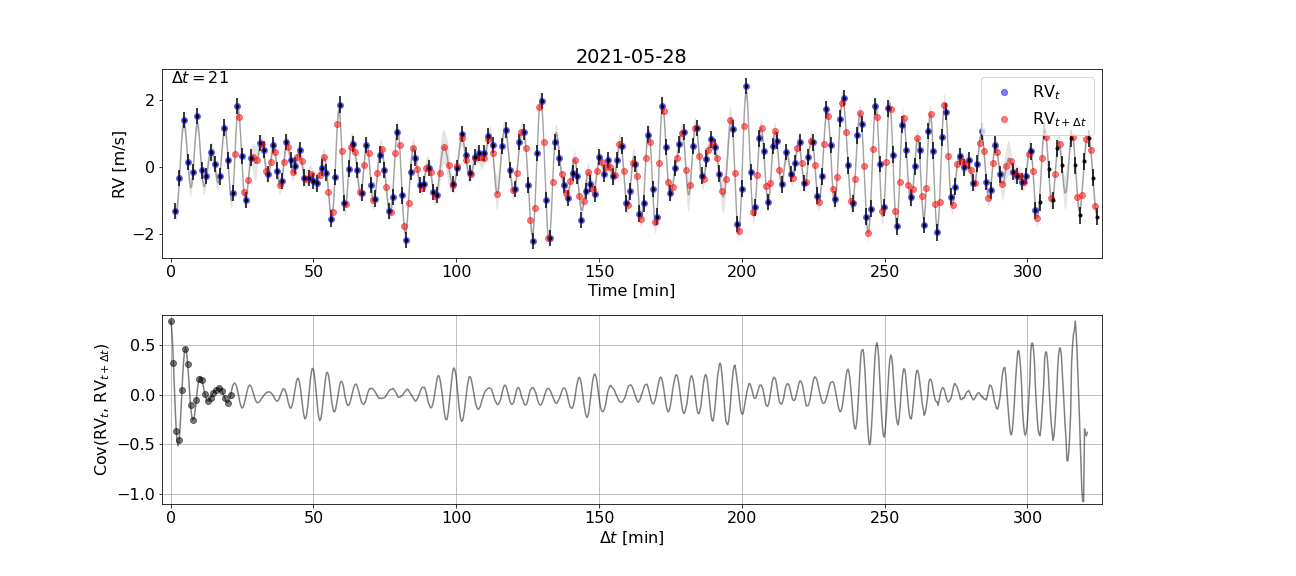 2021-05-28
Δt = 21
RV_t
RV_{t+Δt}
RV [m/s]
2
0
−2
0 50 100 150 200 250 300
Time [min]
Cov(RV_t, RV_{t+Δt})
0.5
0.0
−0.5
−1.0
0 50 100 150 200 250 300
Δt [min]